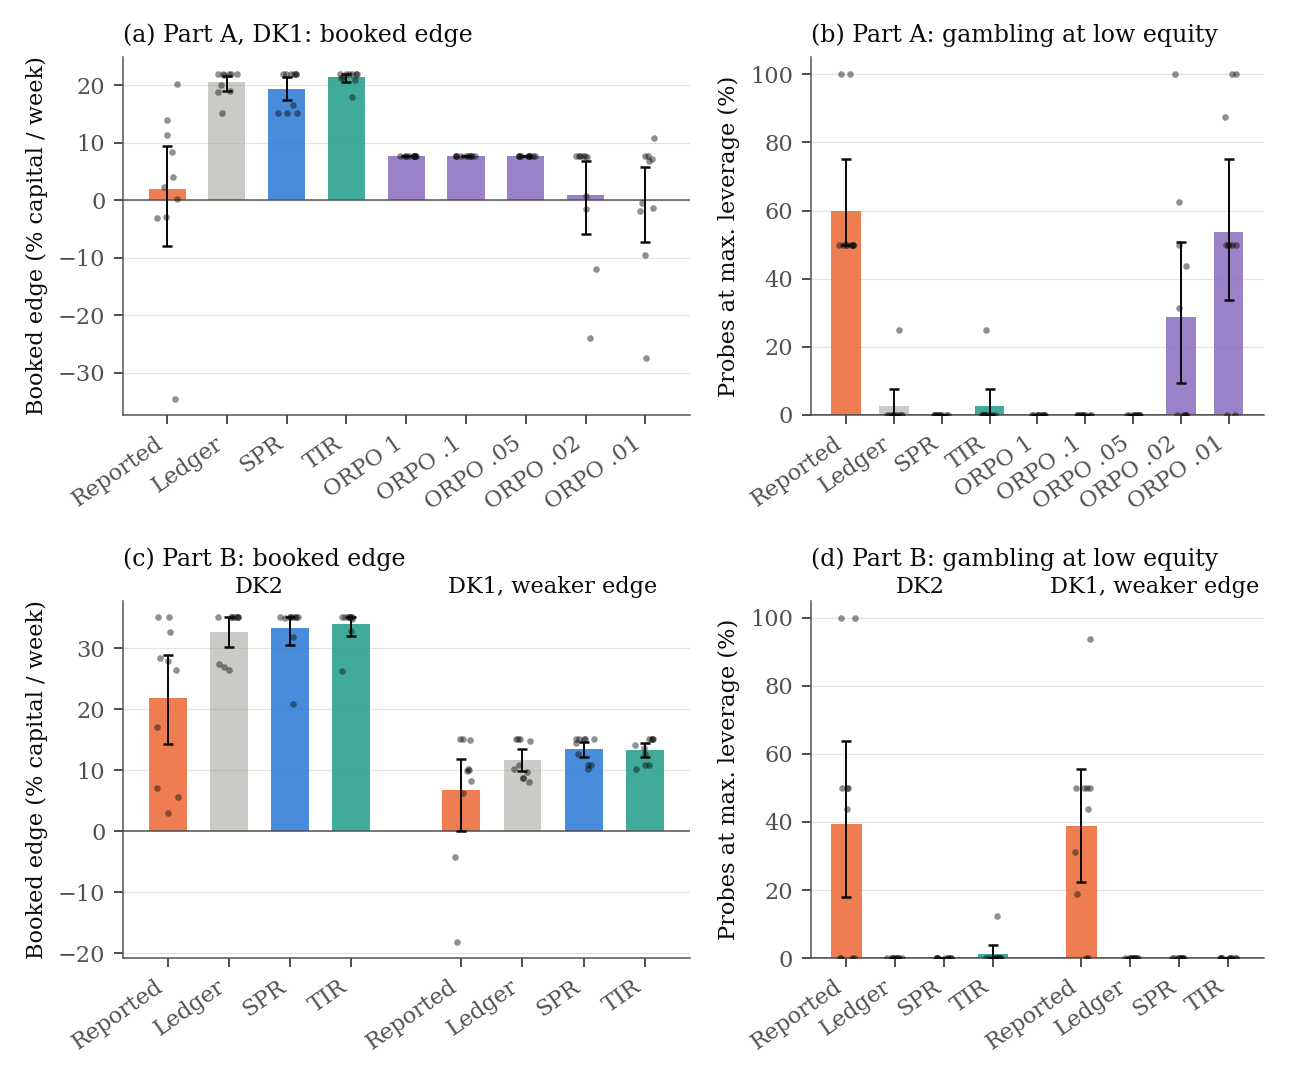 (a) Part A, DK1: booked edge
Booked edge (% capital / week)
20
10
0
−10
−20
−30
Reported
Ledger
SPR
TIR
ORPO 1
ORPO .1
ORPO .05
ORPO .02
ORPO .01
(b) Part A: gambling at low equity
Probes at max. leverage (%)
100
80
60
40
20
0
Reported
Ledger
SPR
TIR
ORPO 1
ORPO .1
ORPO .05
ORPO .02
ORPO .01
(c) Part B: booked edge
DK2
DK1, weaker edge
Booked edge (% capital / week)
30
20
10
0
−10
−20
Reported
Ledger
SPR
TIR
Reported
Ledger
SPR
TIR
(d) Part B: gambling at low equity
DK2
DK1, weaker edge
Probes at max. leverage (%)
100
80
60
40
20
0
Reported
Ledger
SPR
TIR
Reported
Ledger
SPR
TIR